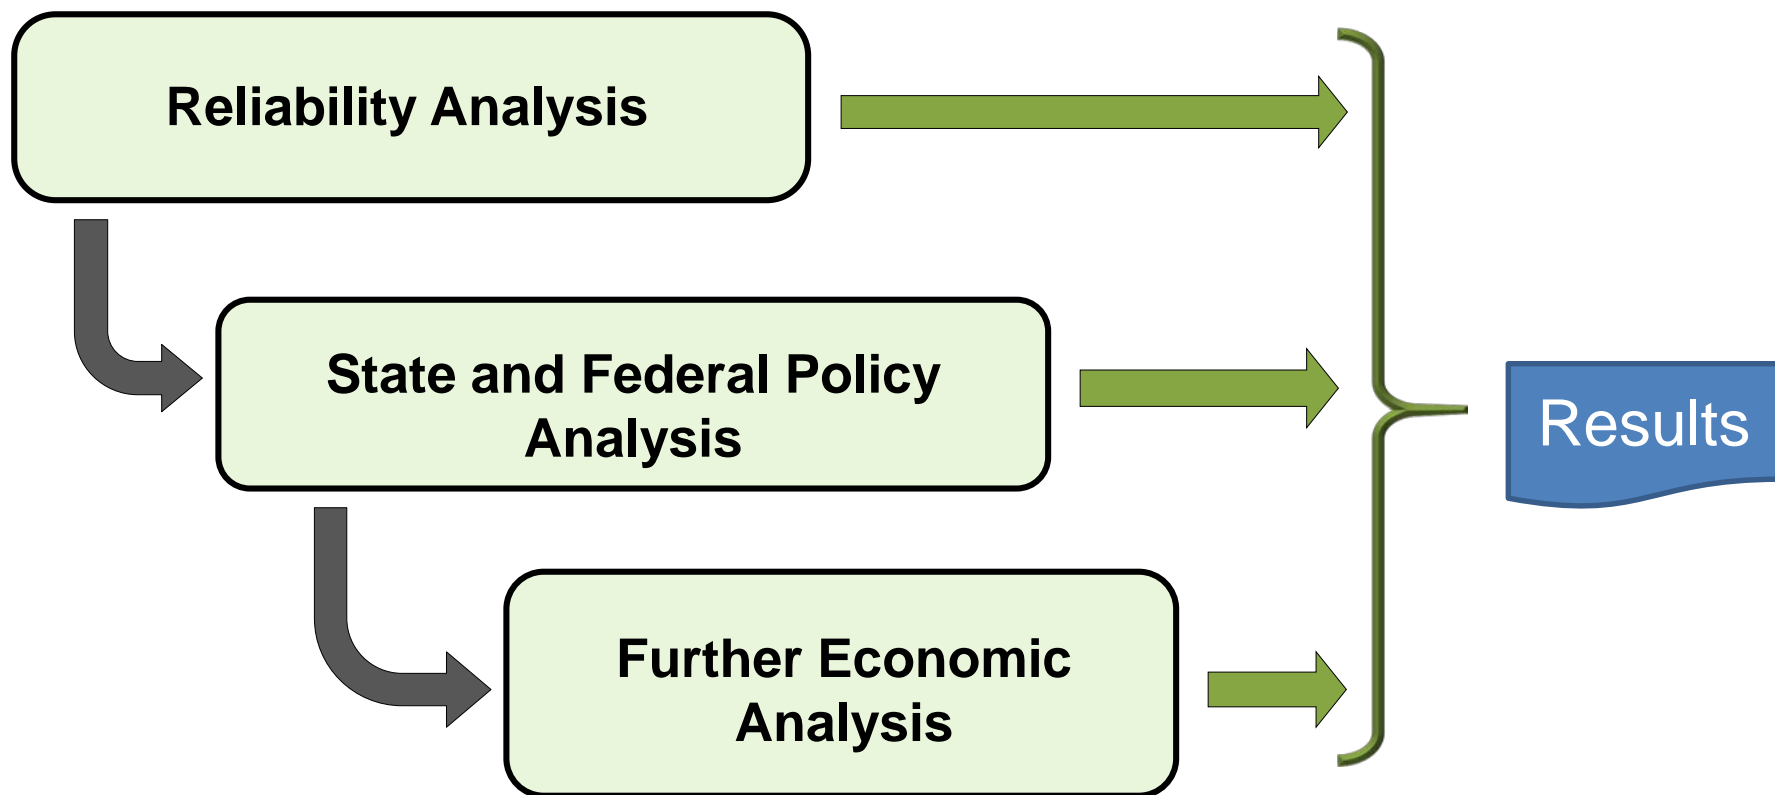 Reliability Analysis
State and Federal Policy
Analysis
Results
Further Economic
Analysis